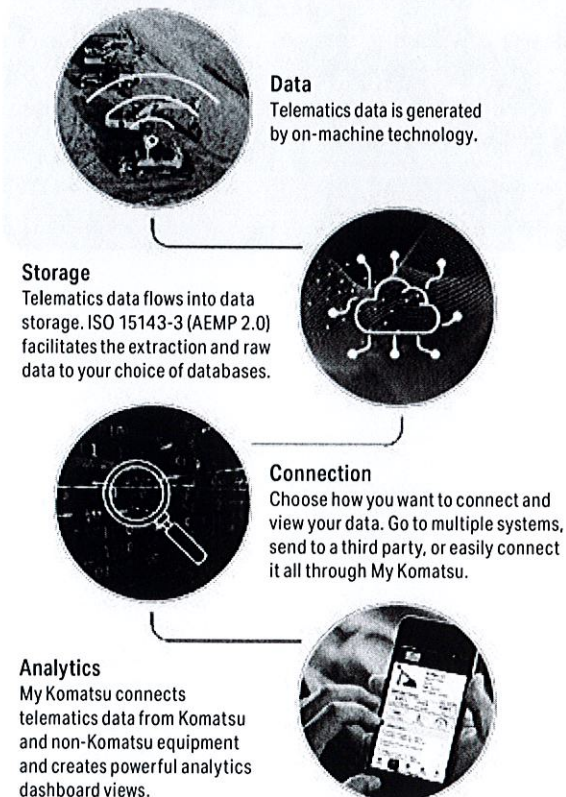 Data
Telematics data is generated
by on-machine technology.
Storage
Telematics data flows into data
storage. ISO 15143-3 (AEMP 2.0)
facilitates the extraction and raw
data to your choice of databases.
Connection
Choose how you want to connect and
view your data. Go to multiple systems,
send to a third party, or easily connect
it all through My Komatsu.
Analytics
My Komatsu connects
telematics data from Komatsu
and non-Komatsu equipment
and creates powerful analytics
dashboard views.